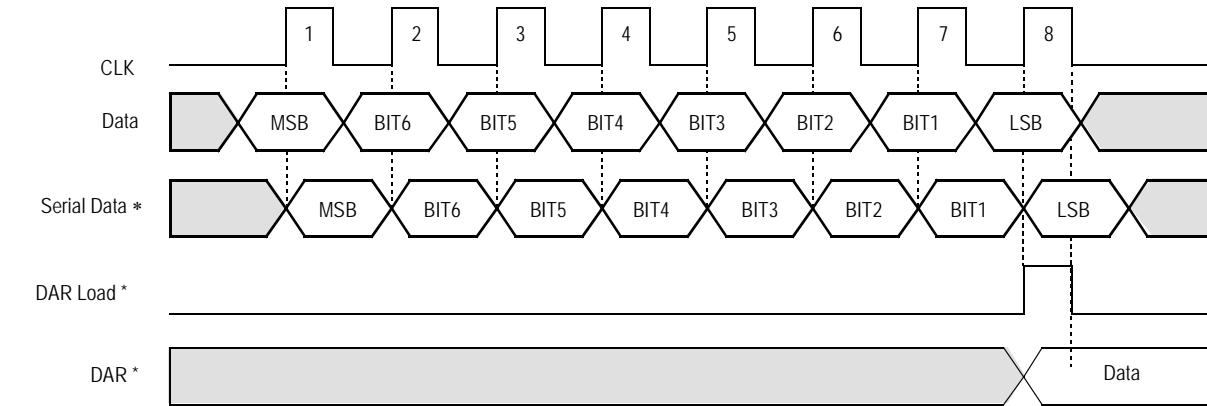 1 2 3 4 5 6 7 8
CLK
Data MSB BIT6 BIT5 BIT4 BIT3 BIT2 BIT1 LSB
Serial Data * MSB BIT6 BIT5 BIT4 BIT3 BIT2 BIT1 LSB
DAR Load *
DAR * Data